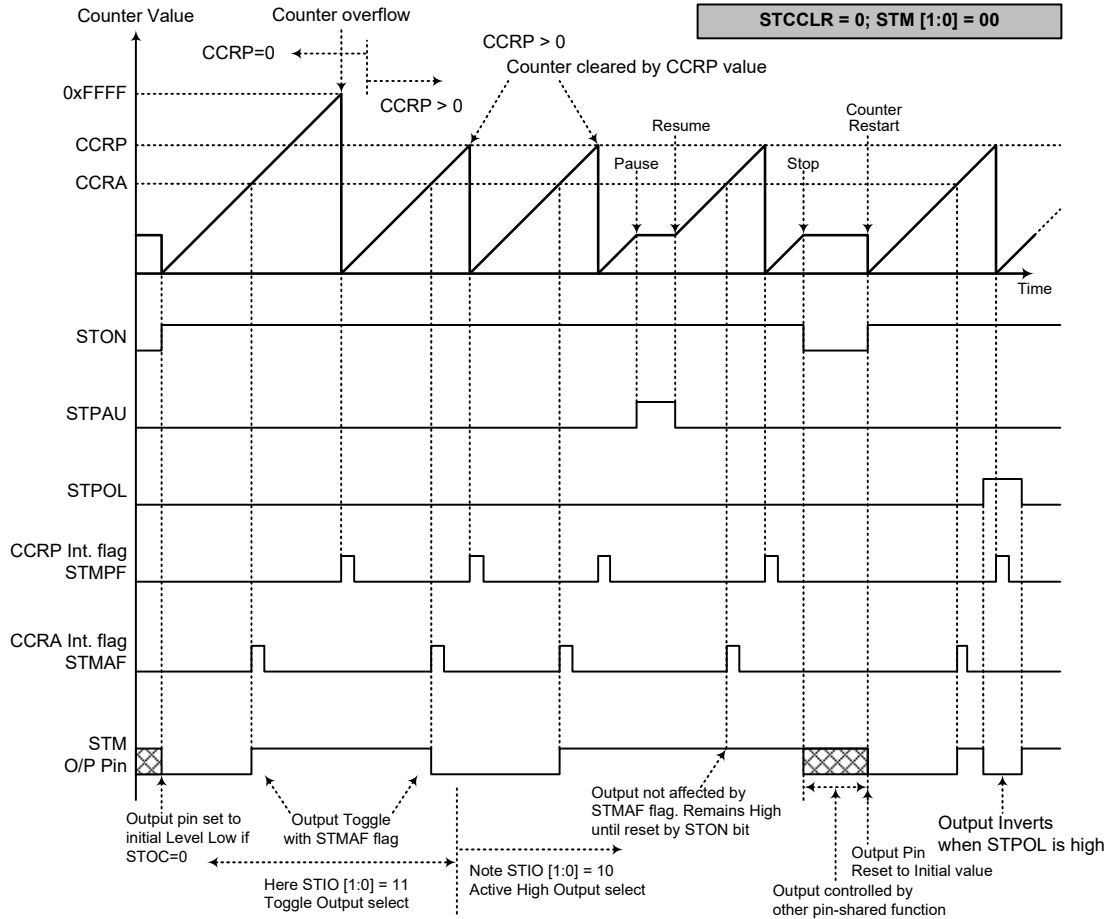 Counter Value
Counter overflow
STCCLR = 0; STM [1:0] = 00
CCRP=0
CCRP > 0
CCRP > 0
Counter cleared by CCRP value
0xFFFF
CCRP
CCRA
Pause
Resume
Stop
Counter
Restart
Time
STON
STPAU
STPOL
CCRP Int. flag
STMPF
CCRA Int. flag
STMAF
STM
O/P Pin
Output pin set to
initial Level Low if
STOC=0
Output Toggle
with STMAF flag
Output not affected by
STMAF flag. Remains High
until reset by STON bit
Output Inverts
when STPOL is high
Output Pin
Reset to Initial value
Here STIO [1:0] = 11
Toggle Output select
Note STIO [1:0] = 10
Active High Output select
Output controlled by
other pin-shared function